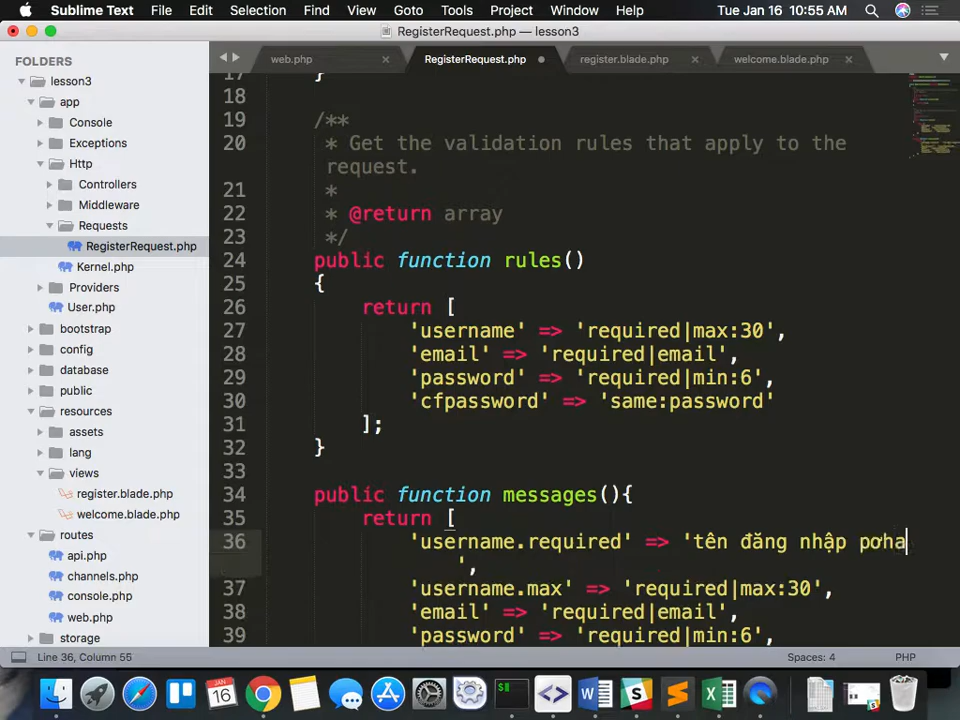 Sublime Text File Edit Selection Find View Goto Tools Project Window Help Tue Jan 16 10:55 AM
RegisterRequest.php — lesson3
FOLDERS
lesson3
app
Console
Exceptions
Http
Controllers
Middleware
Requests
RegisterRequest.php
Kernel.php
Providers
User.php
bootstrap
config
database
public
resources
assets
lang
views
register.blade.php
welcome.blade.php
routes
api.php
channels.php
console.php
web.php
storage
web.php RegisterRequest.php register.blade.php welcome.blade.php
17 }
18
19 /**
20 * Get the validation rules that apply to the
request.
21 *
22 * @return array
23 */
24 public function rules()
25 {
26 return [
27 'username' => 'required|max:30',
28 'email' => 'required|email',
29 'password' => 'required|min:6',
30 'cfpassword' => 'same:password'
31 ];
32 }
33
34 public function messages(){
35 return [
36 'username.required' => 'tên đăng nhập pơha
',
37 'username.max' => 'required|max:30',
38 'email' => 'required|email',
39 'password' => 'required|min:6',
Line 36, Column 55 Spaces: 4 PHP
16